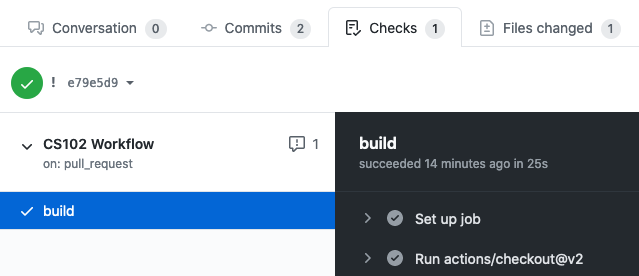 Conversation 0 Commits 2 Checks 1 Files changed 1
! e79e5d9
CS102 Workflow 1
on: pull_request
build
build
succeeded 14 minutes ago in 25s
Set up job
Run actions/checkout@v2